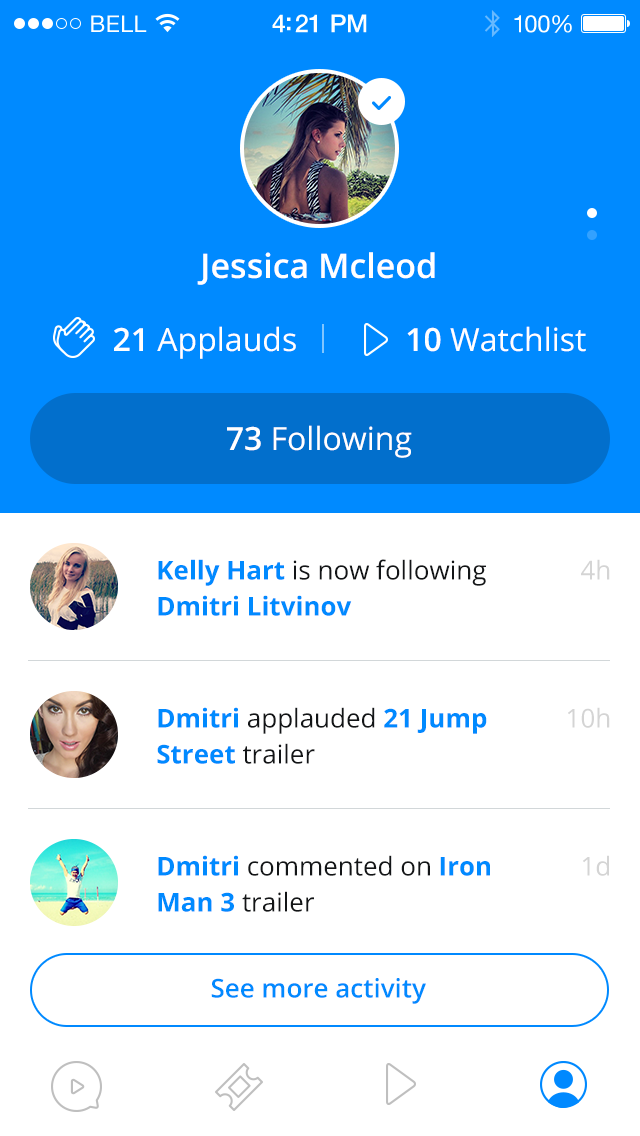 BELL 4:21 PM 100%
Jessica Mcleod
21 Applauds 10 Watchlist
73 Following
Kelly Hart is now following 4h
Dmitri Litvinov
Dmitri applauded 21 Jump 10h
Street trailer
Dmitri commented on Iron 1d
Man 3 trailer
See more activity